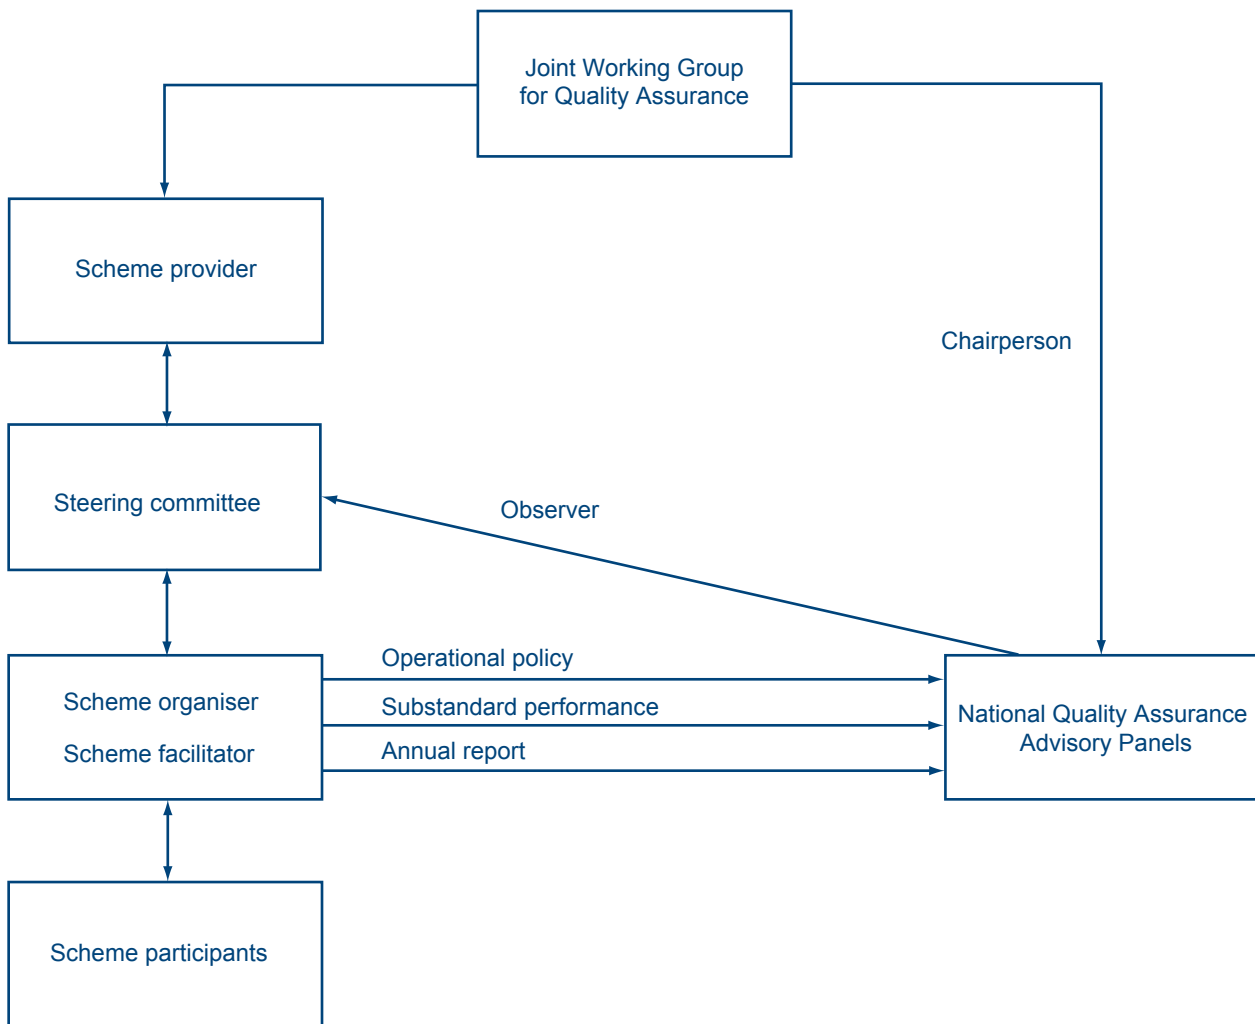 Joint Working Group
for Quality Assurance
Scheme provider
Chairperson
Steering committee
Observer
Operational policy
Scheme organiser
Substandard performance
National Quality Assurance
Advisory Panels
Scheme facilitator
Annual report
Scheme participants